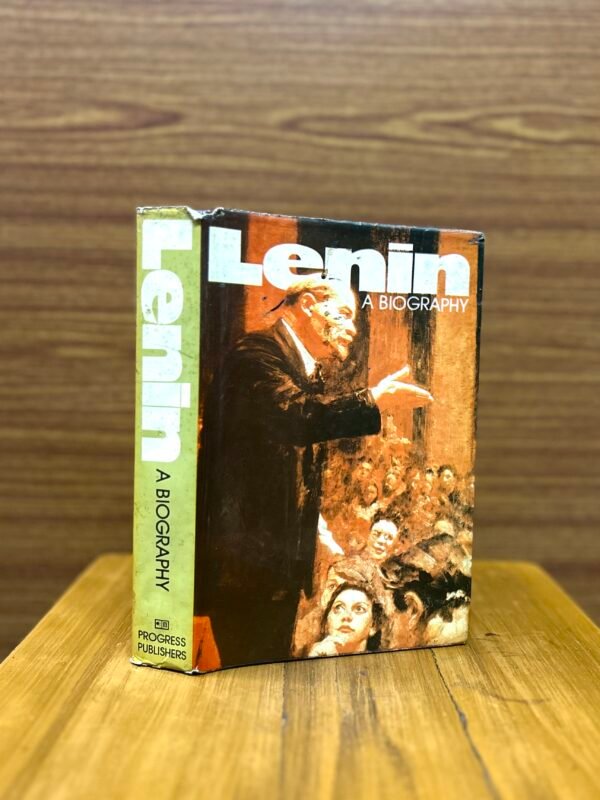 Lenin
A BIOGRAPHY
PROGRESS
PUBLISHERS
Lenin
A BIOGRAPHY